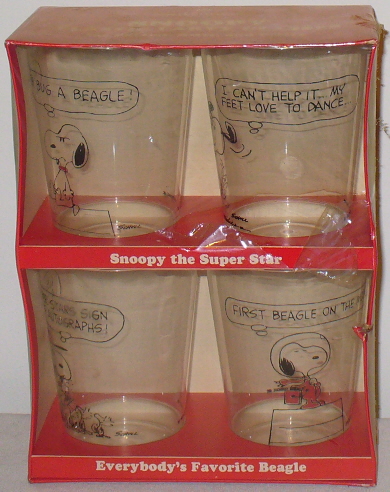 BUG A BEAGLE!
I CAN'T HELP IT... MY
FEET LOVE TO DANCE...
Snoopy the Super Star
SIGN
FIRST BEAGLE ON THE
Everybody's Favorite Beagle